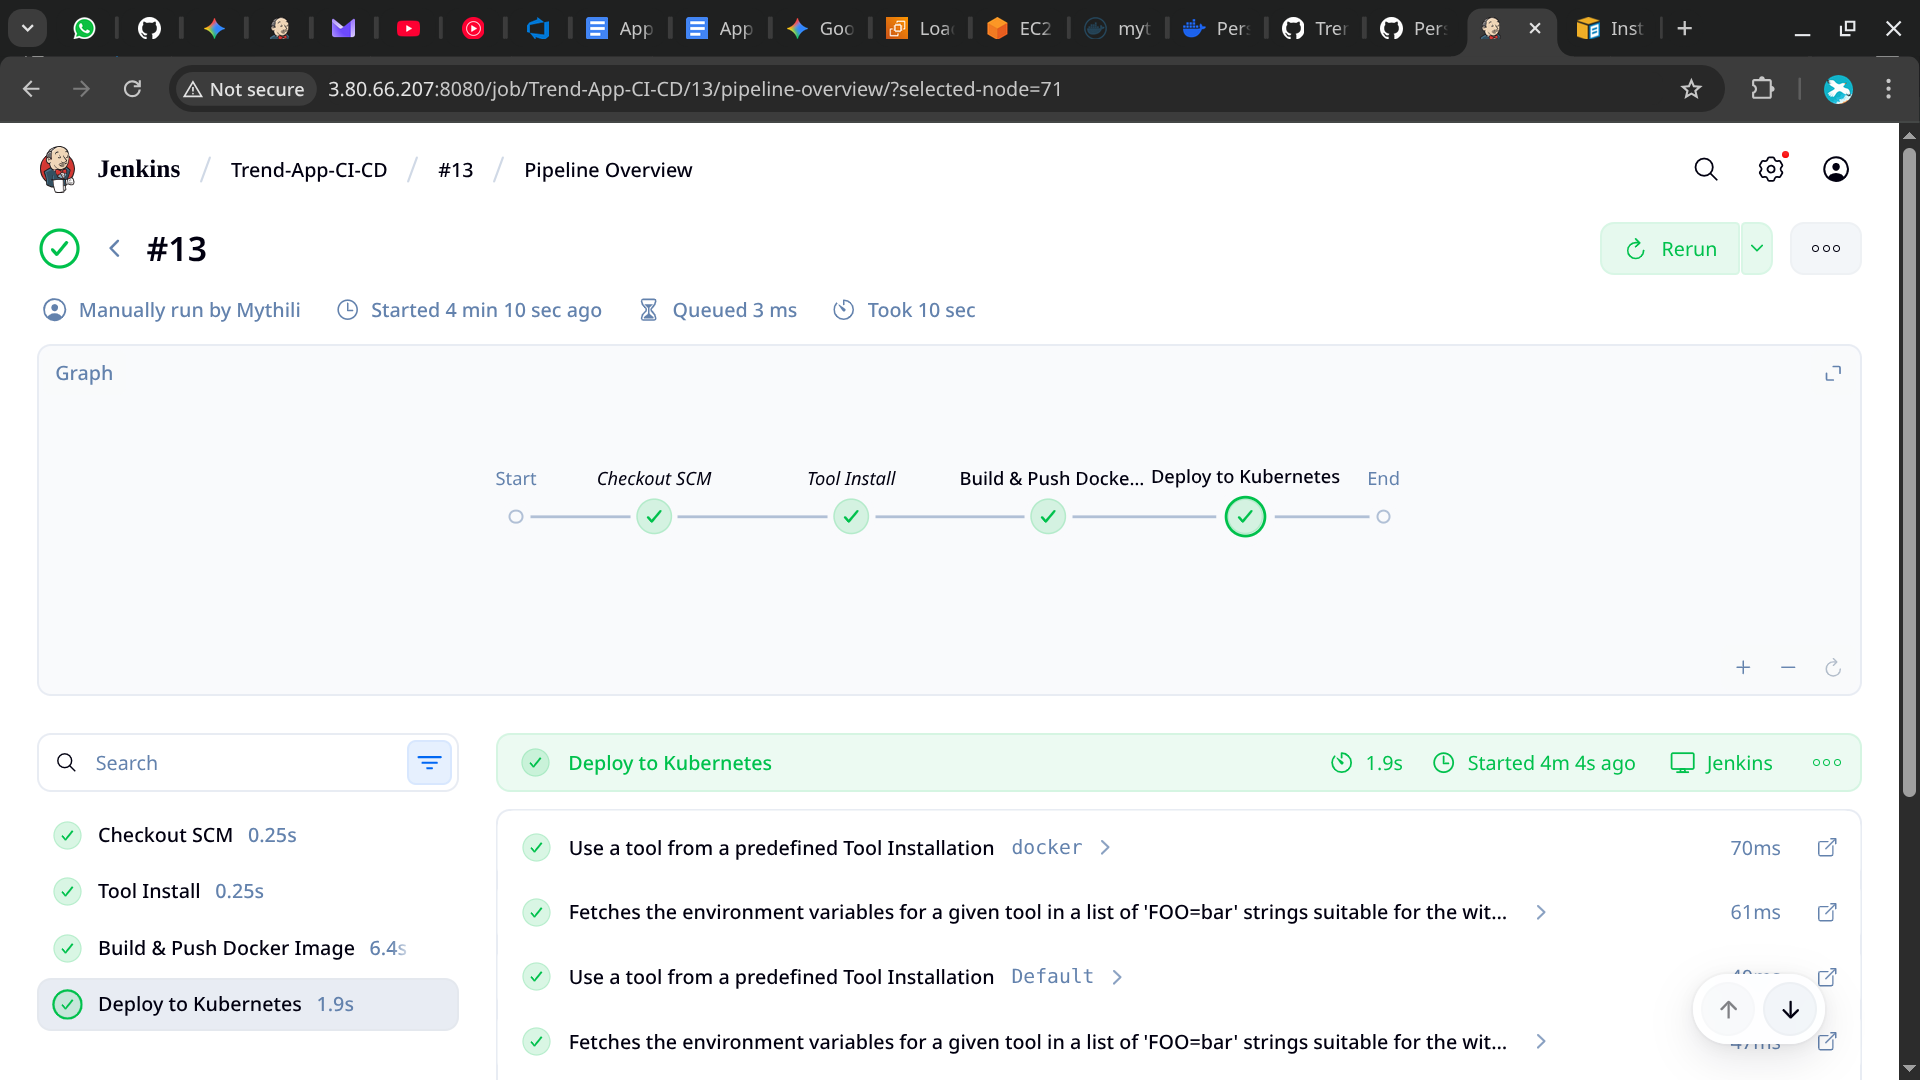 App
App
Goo
Loa
EC2
myt
Per
Tre
Per
Inst
Not secure
3.80.66.207:8080/job/Trend-App-CI-CD/13/pipeline-overview/?selected-node=71
Jenkins / Trend-App-CI-CD / #13 / Pipeline Overview
#13
Rerun
Manually run by Mythili
Started 4 min 10 sec ago
Queued 3 ms
Took 10 sec
Graph
Start
Checkout SCM
Tool Install
Build & Push Docke...
Deploy to Kubernetes
End
Search
Checkout SCM 0.25s
Tool Install 0.25s
Build & Push Docker Image 6.4s
Deploy to Kubernetes 1.9s
Deploy to Kubernetes
1.9s
Started 4m 4s ago
Jenkins
Use a tool from a predefined Tool Installation docker
70ms
Fetches the environment variables for a given tool in a list of 'FOO=bar' strings suitable for the wit...
61ms
Use a tool from a predefined Tool Installation Default
Fetches the environment variables for a given tool in a list of 'FOO=bar' strings suitable for the wit...